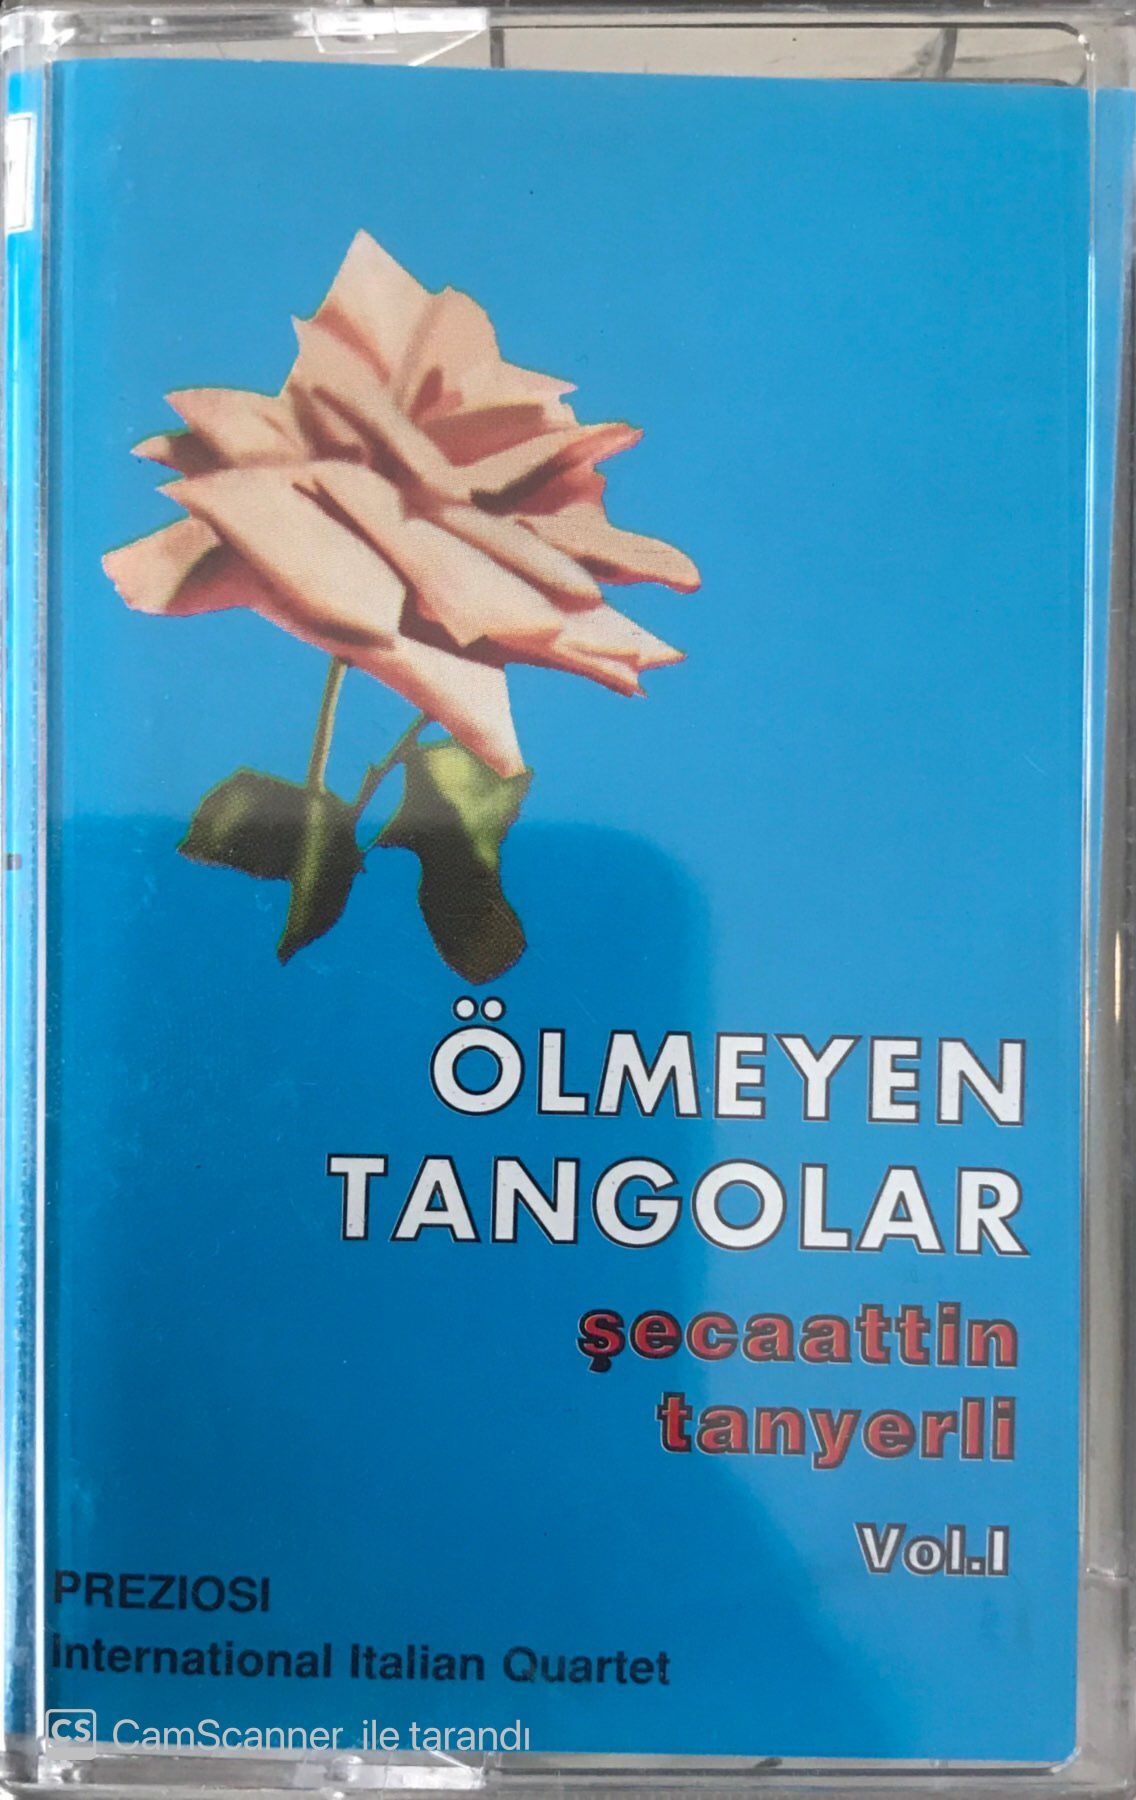 ÖLMEYEN
TANGOLAR
şecaattin
tanyerli
Vol.I
PREZIOSI
International Italian Quartet
CS CamScanner ile tarandı